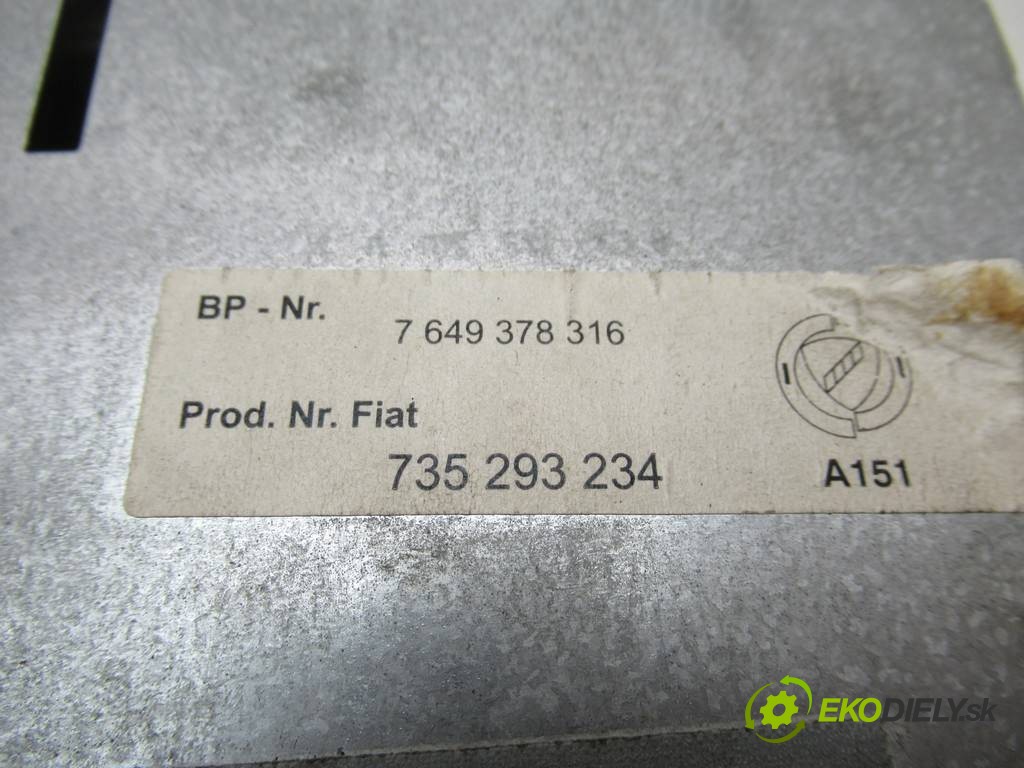 BP - Nr.
7 649 378 316
Prod. Nr. Fiat
735 293 234
A151
EKODIELY.sk